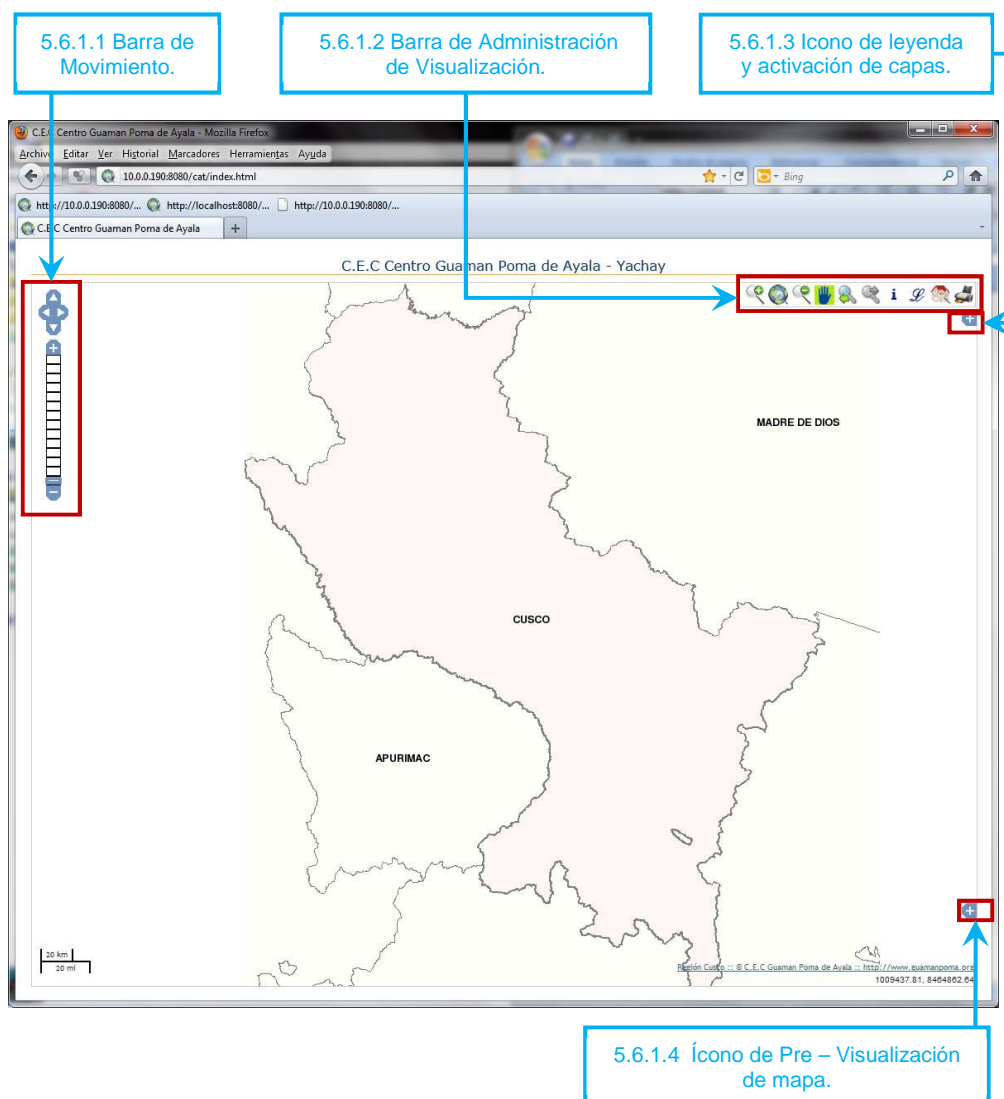 5.6.1.1 Barra de
Movimiento.
5.6.1.2 Barra de Administración
de Visualización.
5.6.1.3 Icono de leyenda
y activación de capas.
C.E.C Centro Guaman Poma de Ayala - Mozilla Firefox
Archivo Editar Ver Historial Marcadores Herramientas Ayuda
10.0.0.190:8080/cat/index.html
Bing
http://10.0.0.190:8080/... http://localhost:8080/... http://10.0.0.190:8080/...
C.E.C Centro Guaman Poma de Ayala
C.E.C Centro Guaman Poma de Ayala - Yachay
MADRE DE DIOS
CUSCO
APURIMAC
20 km
20 mi
Región Cusco :: © C.E.C Guaman Poma de Ayala :: http://www.guamanpoma.org
1009437.81, 8464862.64
5.6.1.4 Ícono de Pre – Visualización
de mapa.